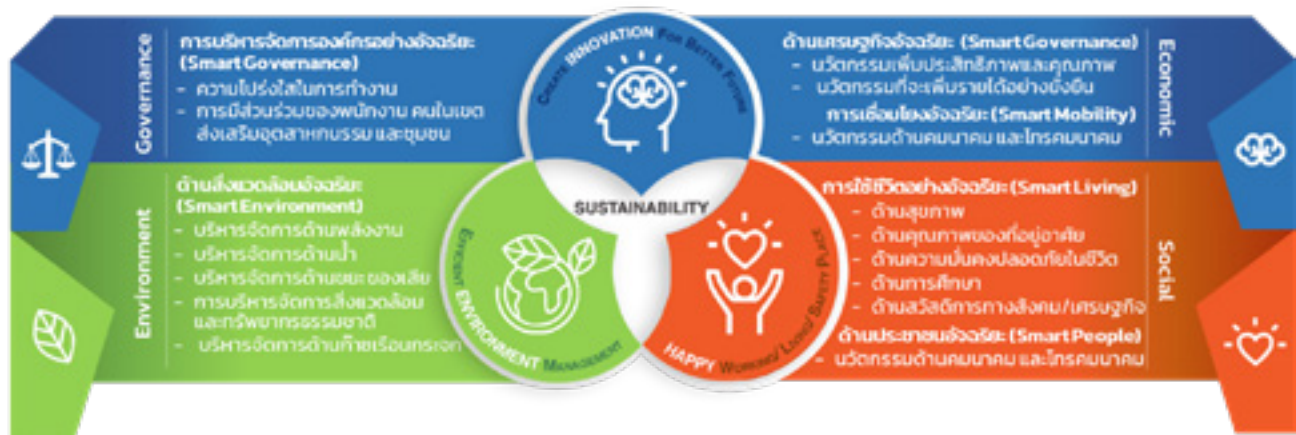 Governance
การบริหารจัดการองค์กรอย่างอัจฉริยะ
(Smart Governance)
- ความโปร่งใสในการทำงาน
- การมีส่วนร่วมของพนักงาน คนในเขต
ส่งเสริมอุตสาหกรรม และชุมชน
CREATE INNOVATION FOR BETTER FUTURE
ด้านเศรษฐกิจอัจฉริยะ (Smart Governance)
- นวัตกรรมเพิ่มประสิทธิภาพและคุณภาพ
- นวัตกรรมที่จะเพิ่มรายได้อย่างยั่งยืน
การเชื่อมโยงอัจฉริยะ (Smart Mobility)
- นวัตกรรมด้านคมนาคม และโทรคมนาคม
Economic
Environment
ด้านสิ่งแวดล้อมอัจฉริยะ
(Smart Environment)
- บริหารจัดการด้านพลังงาน
- บริหารจัดการด้านน้ำ
- บริหารจัดการด้านขยะ ของเสีย
- การบริหารจัดการสิ่งแวดล้อม
และทรัพยากรธรรมชาติ
- บริหารจัดการด้านก๊าซเรือนกระจก
EFFICIENT ENVIRONMENT MANAGEMENT
SUSTAINABILITY
HAPPY WORKING/ LIVING/ SAFETY PLACE
การใช้ชีวิตอย่างอัจฉริยะ (Smart Living)
- ด้านสุขภาพ
- ด้านคุณภาพของที่อยู่อาศัย
- ด้านความมั่นคงปลอดภัยในชีวิต
- ด้านการศึกษา
- ด้านสวัสดิการทางสังคม/เศรษฐกิจ
ด้านประชาชนอัจฉริยะ (Smart People)
- นวัตกรรมด้านคมนาคม และโทรคมนาคม
Social